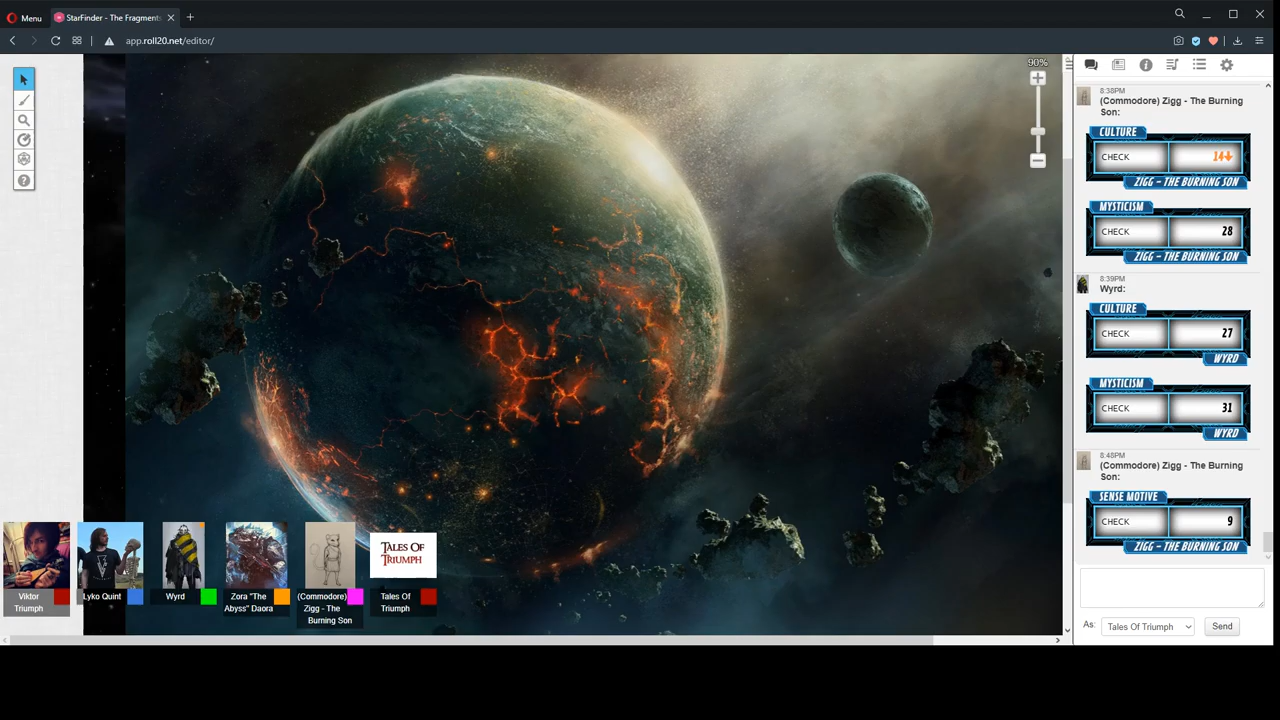 Menu
StarFinder - The Fragments
app.roll20.net/editor/
90%
8:38PM
(Commodore) Zigg - The Burning
Son:
CULTURE
CHECK 14
ZIGG - THE BURNING SON
MYSTICISM
CHECK 28
ZIGG - THE BURNING SON
8:39PM
Wyrd:
CULTURE
CHECK 27
WYRD
MYSTICISM
CHECK 31
WYRD
8:48PM
(Commodore) Zigg - The Burning
Son:
SENSE MOTIVE
CHECK 9
ZIGG - THE BURNING SON
TALES OF
TRIUMPH
Viktor
Triumph
Lyko Quint
Wyrd
Zora "The
Abyss" Daora
(Commodore)
Zigg - The
Burning Son
Tales Of
Triumph
As: Tales Of Triumph Send